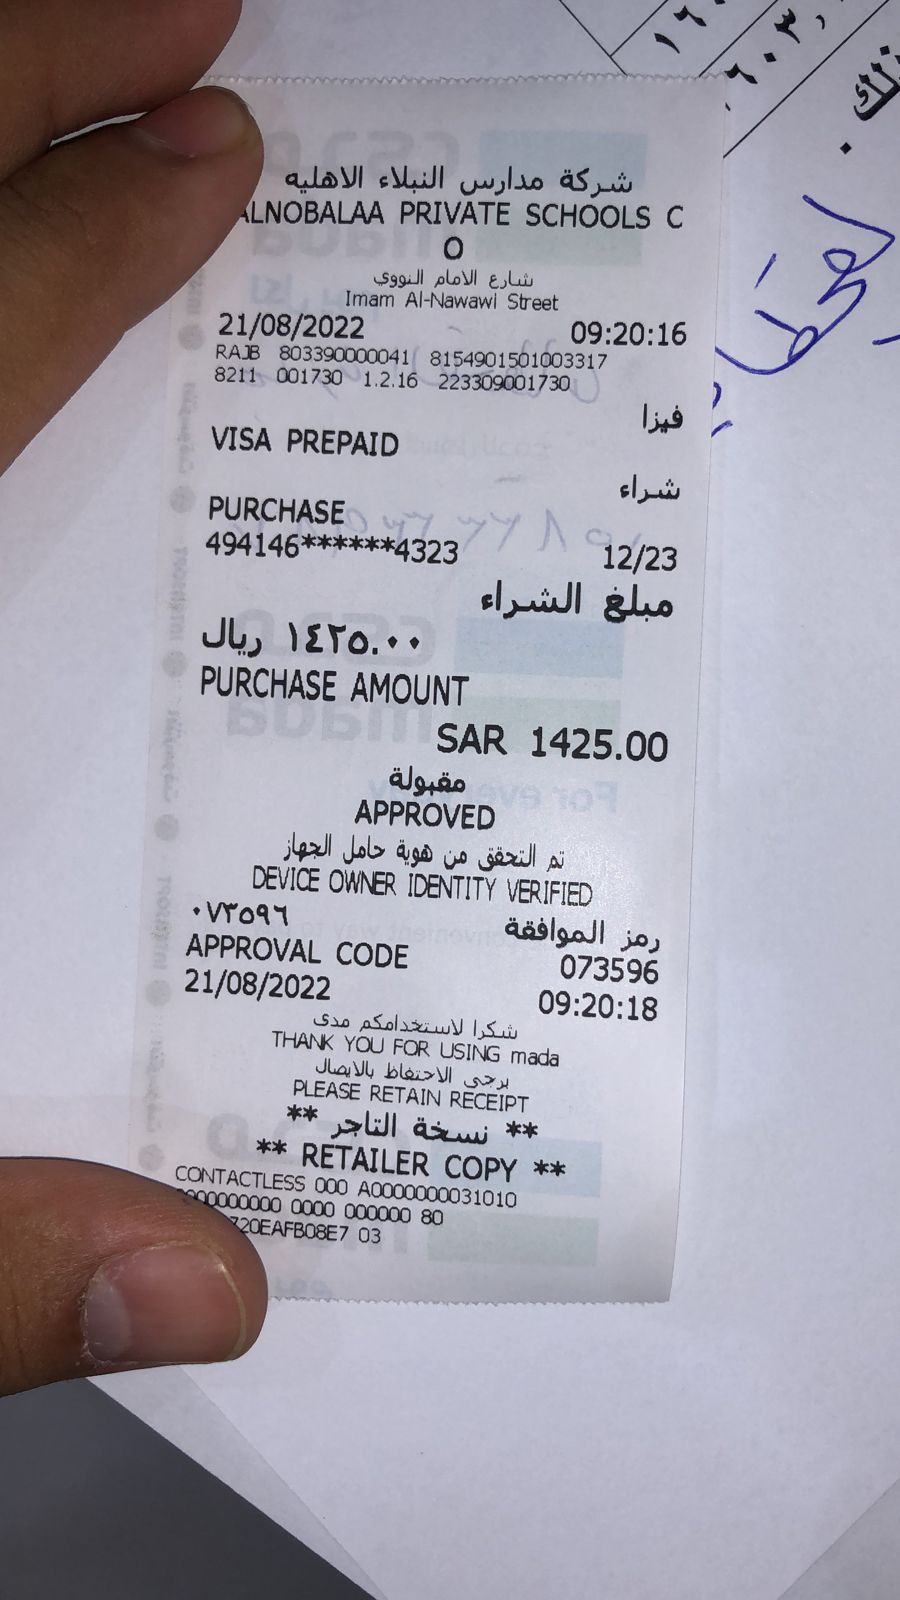 شركة مدارس النبلاء الاهليه
ALNOBALAA PRIVATE SCHOOLS C
O
شارع الامام النووي
Imam Al-Nawawi Street
21/08/2022 09:20:16
RAJB 803390000041 8154901501003317
8211 001730 1.2.16 223309001730
فيزا
VISA PREPAID
شراء
PURCHASE
494146******4323 12/23
مبلغ الشراء
١٤٢٥.٠٠ ريال
PURCHASE AMOUNT
SAR 1425.00
مقبولة
APPROVED
تم التحقق من هوية حامل الجهاز
DEVICE OWNER IDENTITY VERIFIED
رمز الموافقة ٠٧٣٥٩٦
APPROVAL CODE 073596
21/08/2022 09:20:18
شكرا لاستخدامكم مدى
THANK YOU FOR USING mada
يرجى الاحتفاظ بالايصال
PLEASE RETAIN RECEIPT
** نسخة التاجر **
** RETAILER COPY **
CONTACTLESS 000 A0000000031010
0000000000 0000 000000 80
720EAFB08E7 03